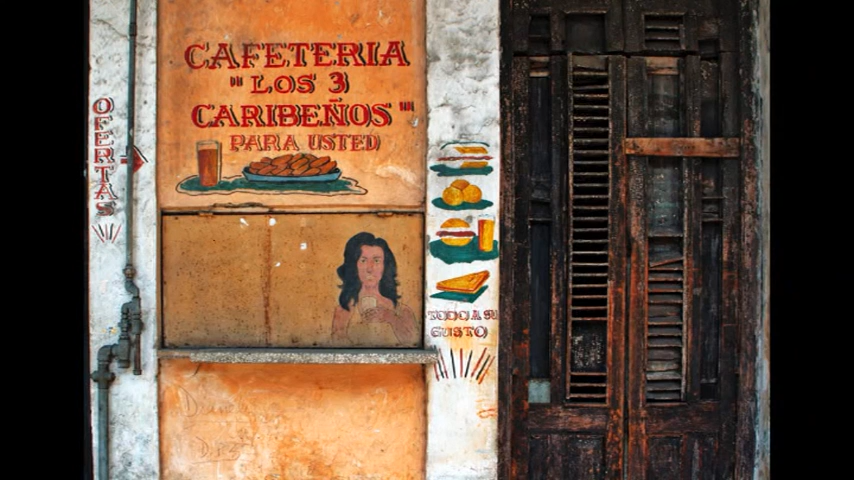 CAFETERIA
"LOS 3
CARIBEÑOS"
PARA USTED
OFERTAS
TODO A SU
GUSTO